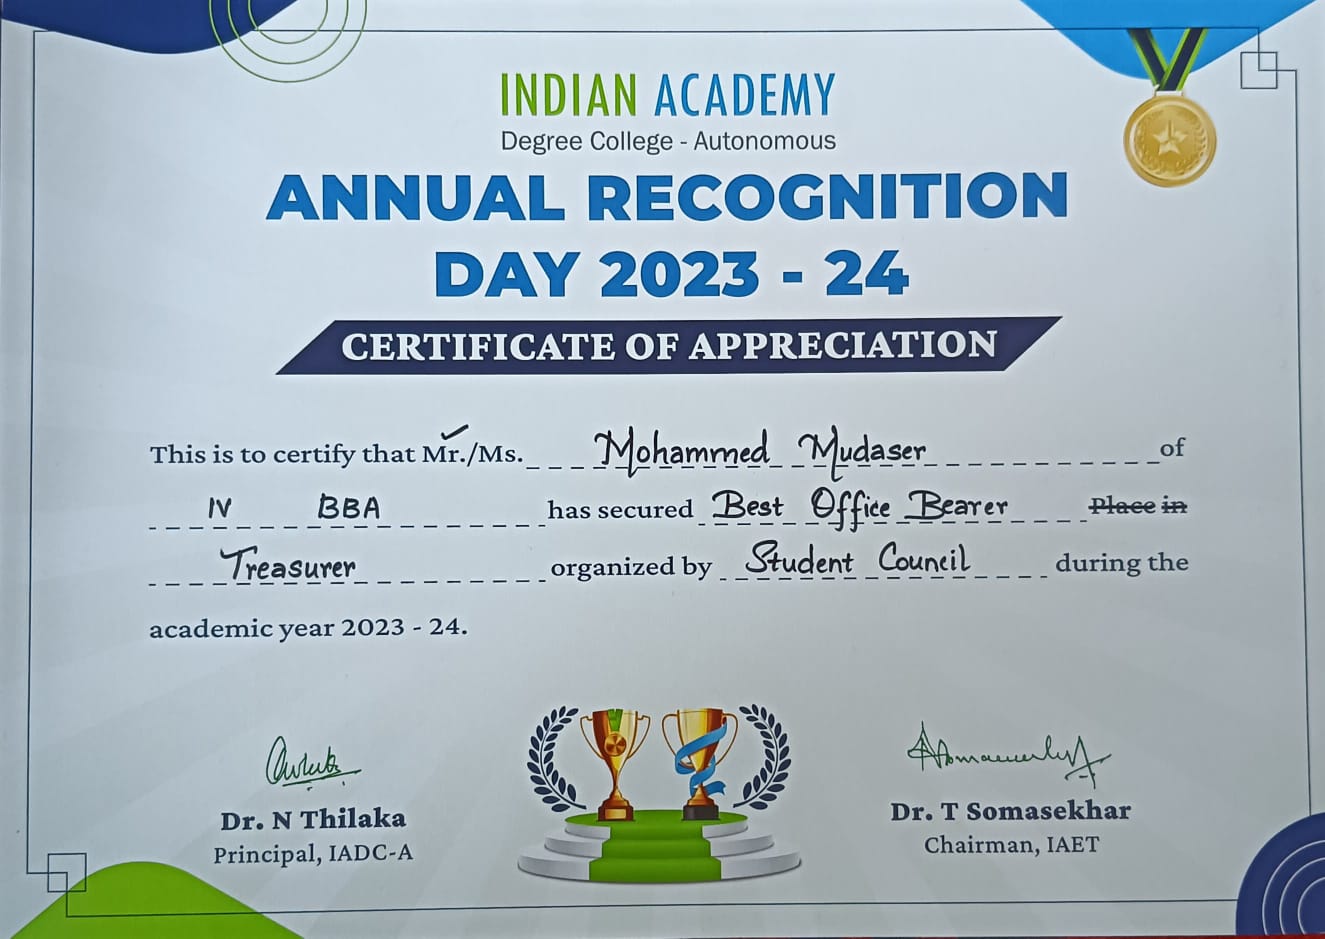 INDIAN ACADEMY
Degree College - Autonomous
ANNUAL RECOGNITION
DAY 2023 - 24
CERTIFICATE OF APPRECIATION
This is to certify that Mr./Ms. Mohammed Mudaser of
IV BBA has secured Best Office Bearer Place in
Treasurer organized by Student Council during the
academic year 2023 - 24.
Dr. N Thilaka
Principal, IADC-A
Dr. T Somasekhar
Chairman, IAET